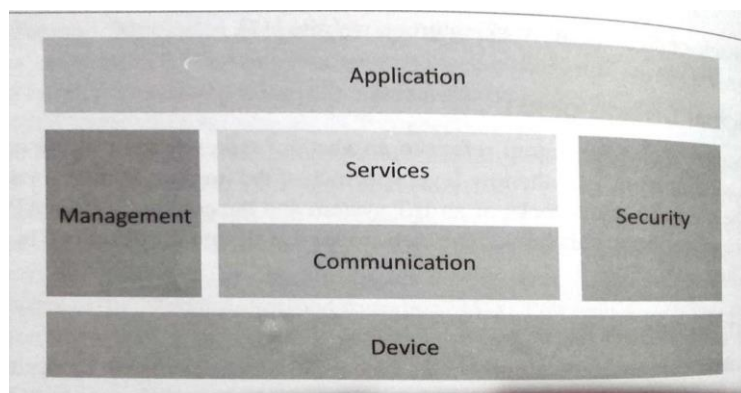 Application
Services
Management
Security
Communication
Device